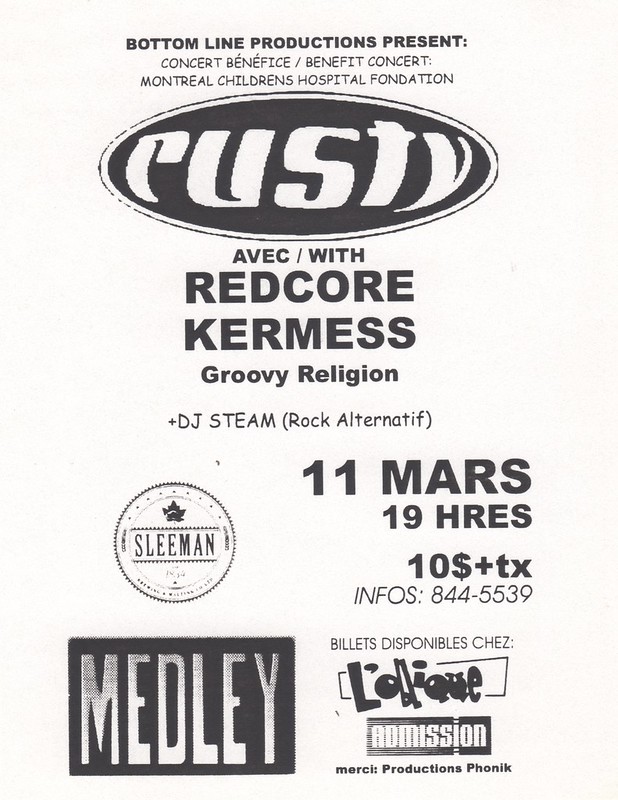 BOTTOM LINE PRODUCTIONS PRESENT:
CONCERT BÉNÉFICE / BENEFIT CONCERT:
MONTREAL CHILDRENS HOSPITAL FONDATION
rusty
AVEC / WITH
REDCORE
KERMESS
Groovy Religion
+DJ STEAM (Rock Alternatif)
11 MARS
19 HRES
10$+tx
INFOS: 844-5539
SLEEMAN
MEDLEY
BILLETS DISPONIBLES CHEZ:
L'oblique
ADMISSION
merci: Productions Phonik